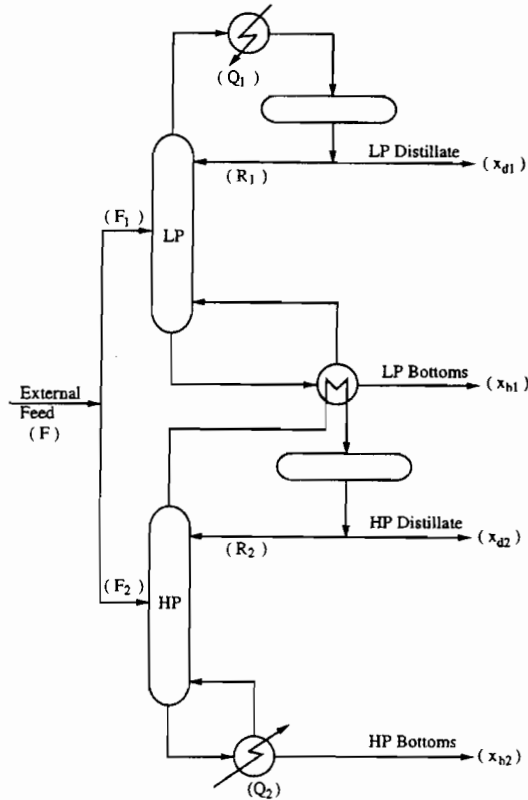 (Q1)
LP Distillate
(xd1)
(R1)
(F1)
LP
LP Bottoms
(xb1)
External
Feed
(F)
HP Distillate
(xd2)
(R2)
(F2)
HP
HP Bottoms
(xb2)
(Q2)